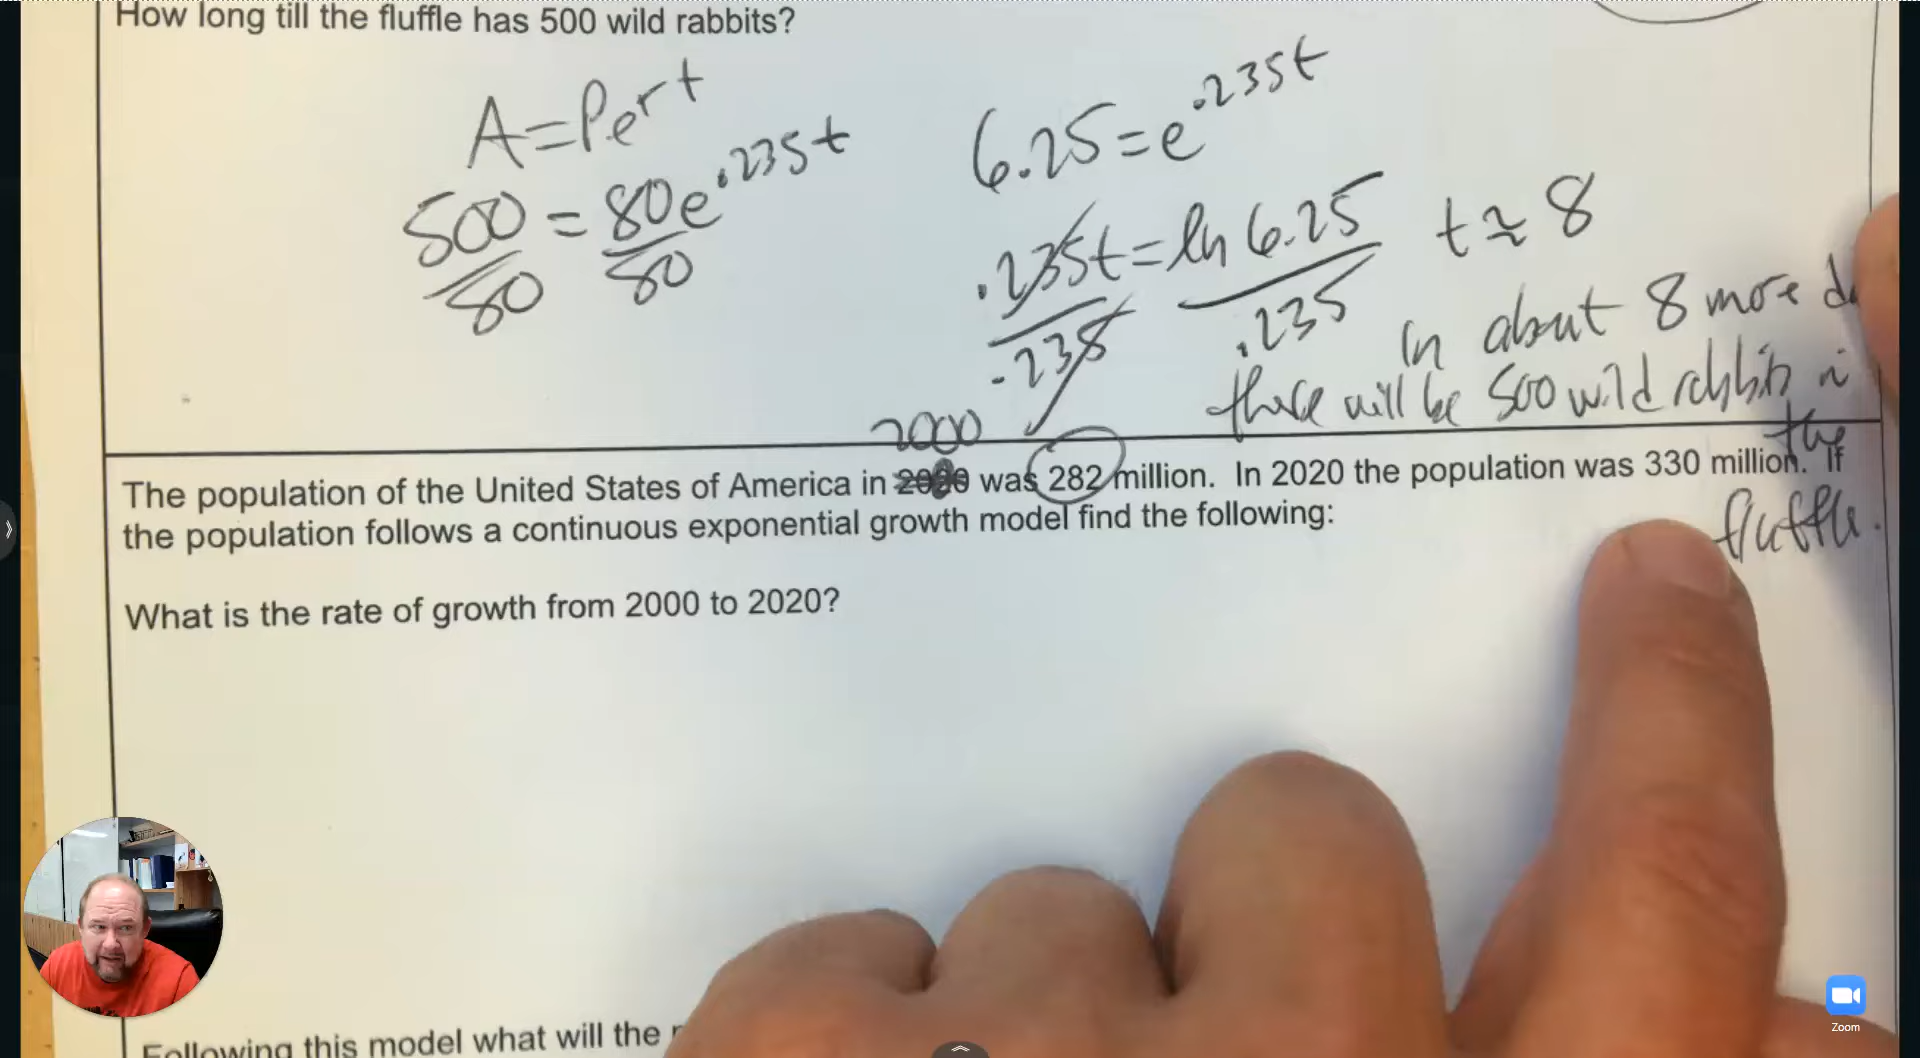 How long till the fluffle has 500 wild rabbits?
A=Pe^rt
500/80 = 80e^.235t/80
6.25=e^.235t
.235t/.235=ln 6.25/.235
t≈8
In about 8 more
there will be 500 wild rabbits in
the
fluffle.
2000
The population of the United States of America in was 282 million. In 2020 the population was 330 million. If
the population follows a continuous exponential growth model find the following:
What is the rate of growth from 2000 to 2020?
Following this model what will the
Zoom